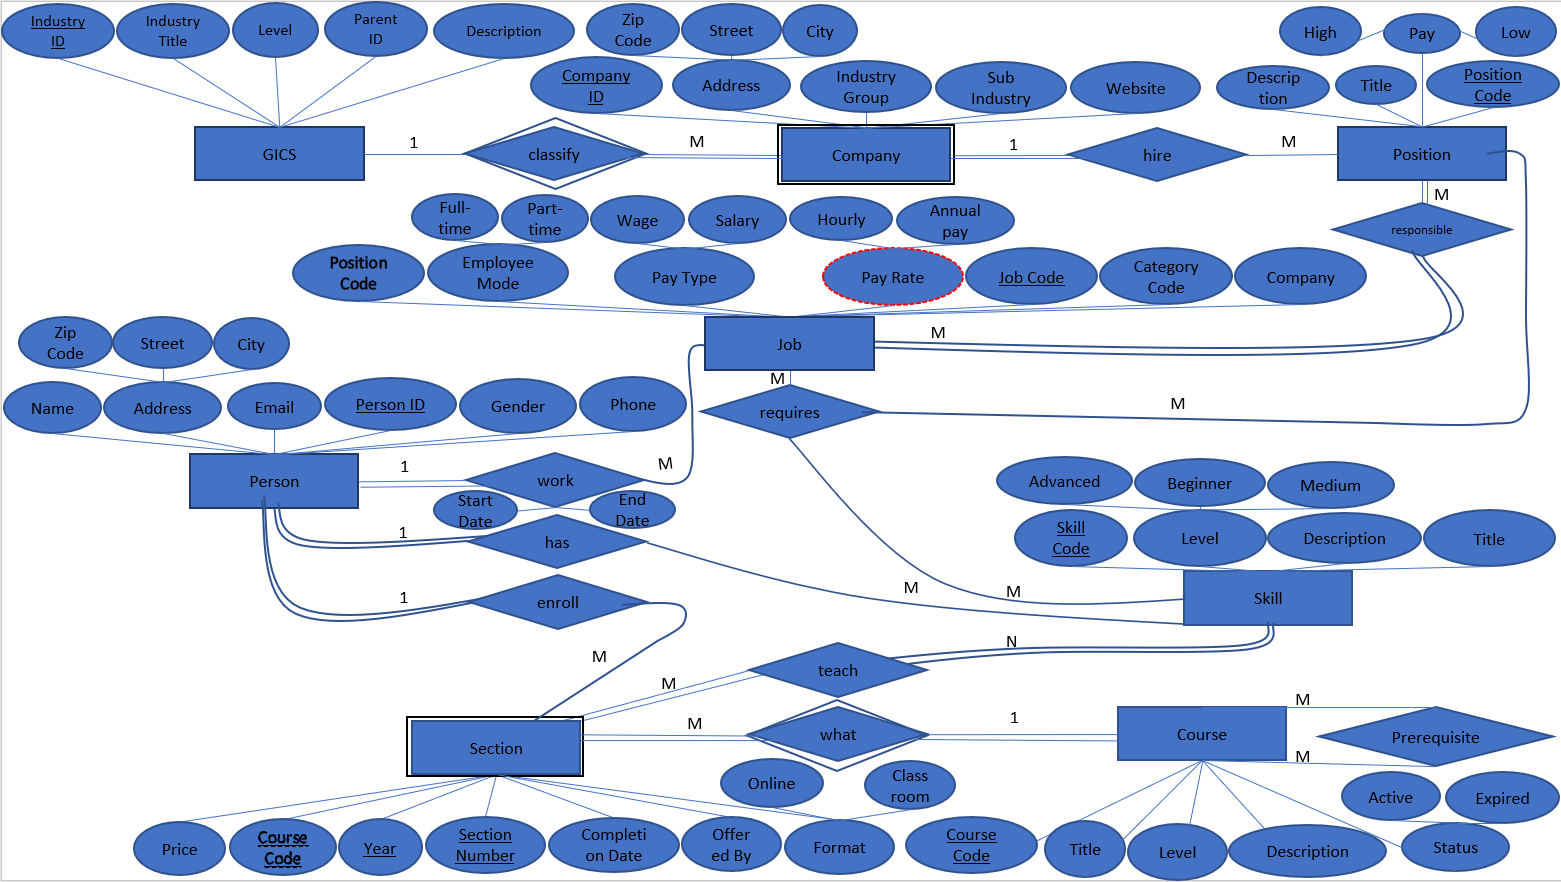 Industry
ID
Industry
Title
Level
Parent
ID
Description
Zip
Code
Street
City
High
Pay
Low
Company
ID
Address
Industry
Group
Sub
Industry
Website
Descrip
tion
Title
Position
Code
GICS
1
classify
M
Company
1
hire
M
Position
M
responsible
Full-
time
Part-
time
Wage
Salary
Hourly
Annual
pay
Position
Code
Employee
Mode
Pay Type
Pay Rate
Job Code
Category
Code
Company
Job
M
M
requires
M
Zip
Code
Street
City
Name
Address
Email
Person ID
Gender
Phone
Person
1
work
M
Start
Date
End
Date
1
has
M
M
1
enroll
M
Advanced
Beginner
Medium
Skill
Code
Level
Description
Title
Skill
N
teach
M
Section
M
what
1
Course
M
Prerequisite
M
Online
Class
room
Active
Expired
Price
Course
Code
Year
Section
Number
Completi
on Date
Offer
ed By
Format
Course
Code
Title
Level
Description
Status